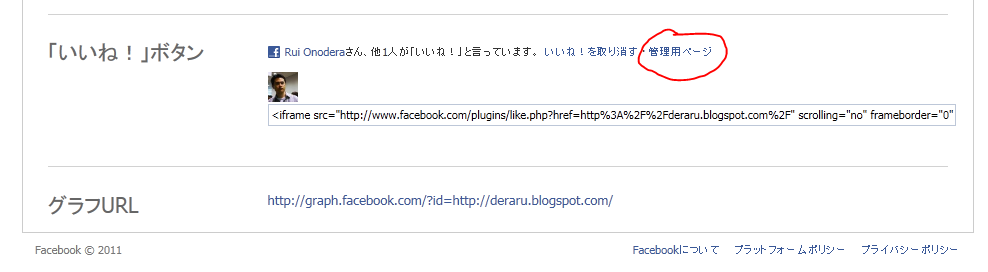 「いいね！」ボタン
Rui Onoderaさん、他1人が「いいね！」と言っています。いいね！を取り消す・管理用ページ
<iframe src="http://www.facebook.com/plugins/like.php?href=http%3A%2F%2Fderaru.blogspot.com%2F" scrolling="no" frameborder="0"
グラフURL
http://graph.facebook.com/?id=http://deraru.blogspot.com/
Facebook © 2011
Facebookについて プラットフォームポリシー プライバシーポリシー